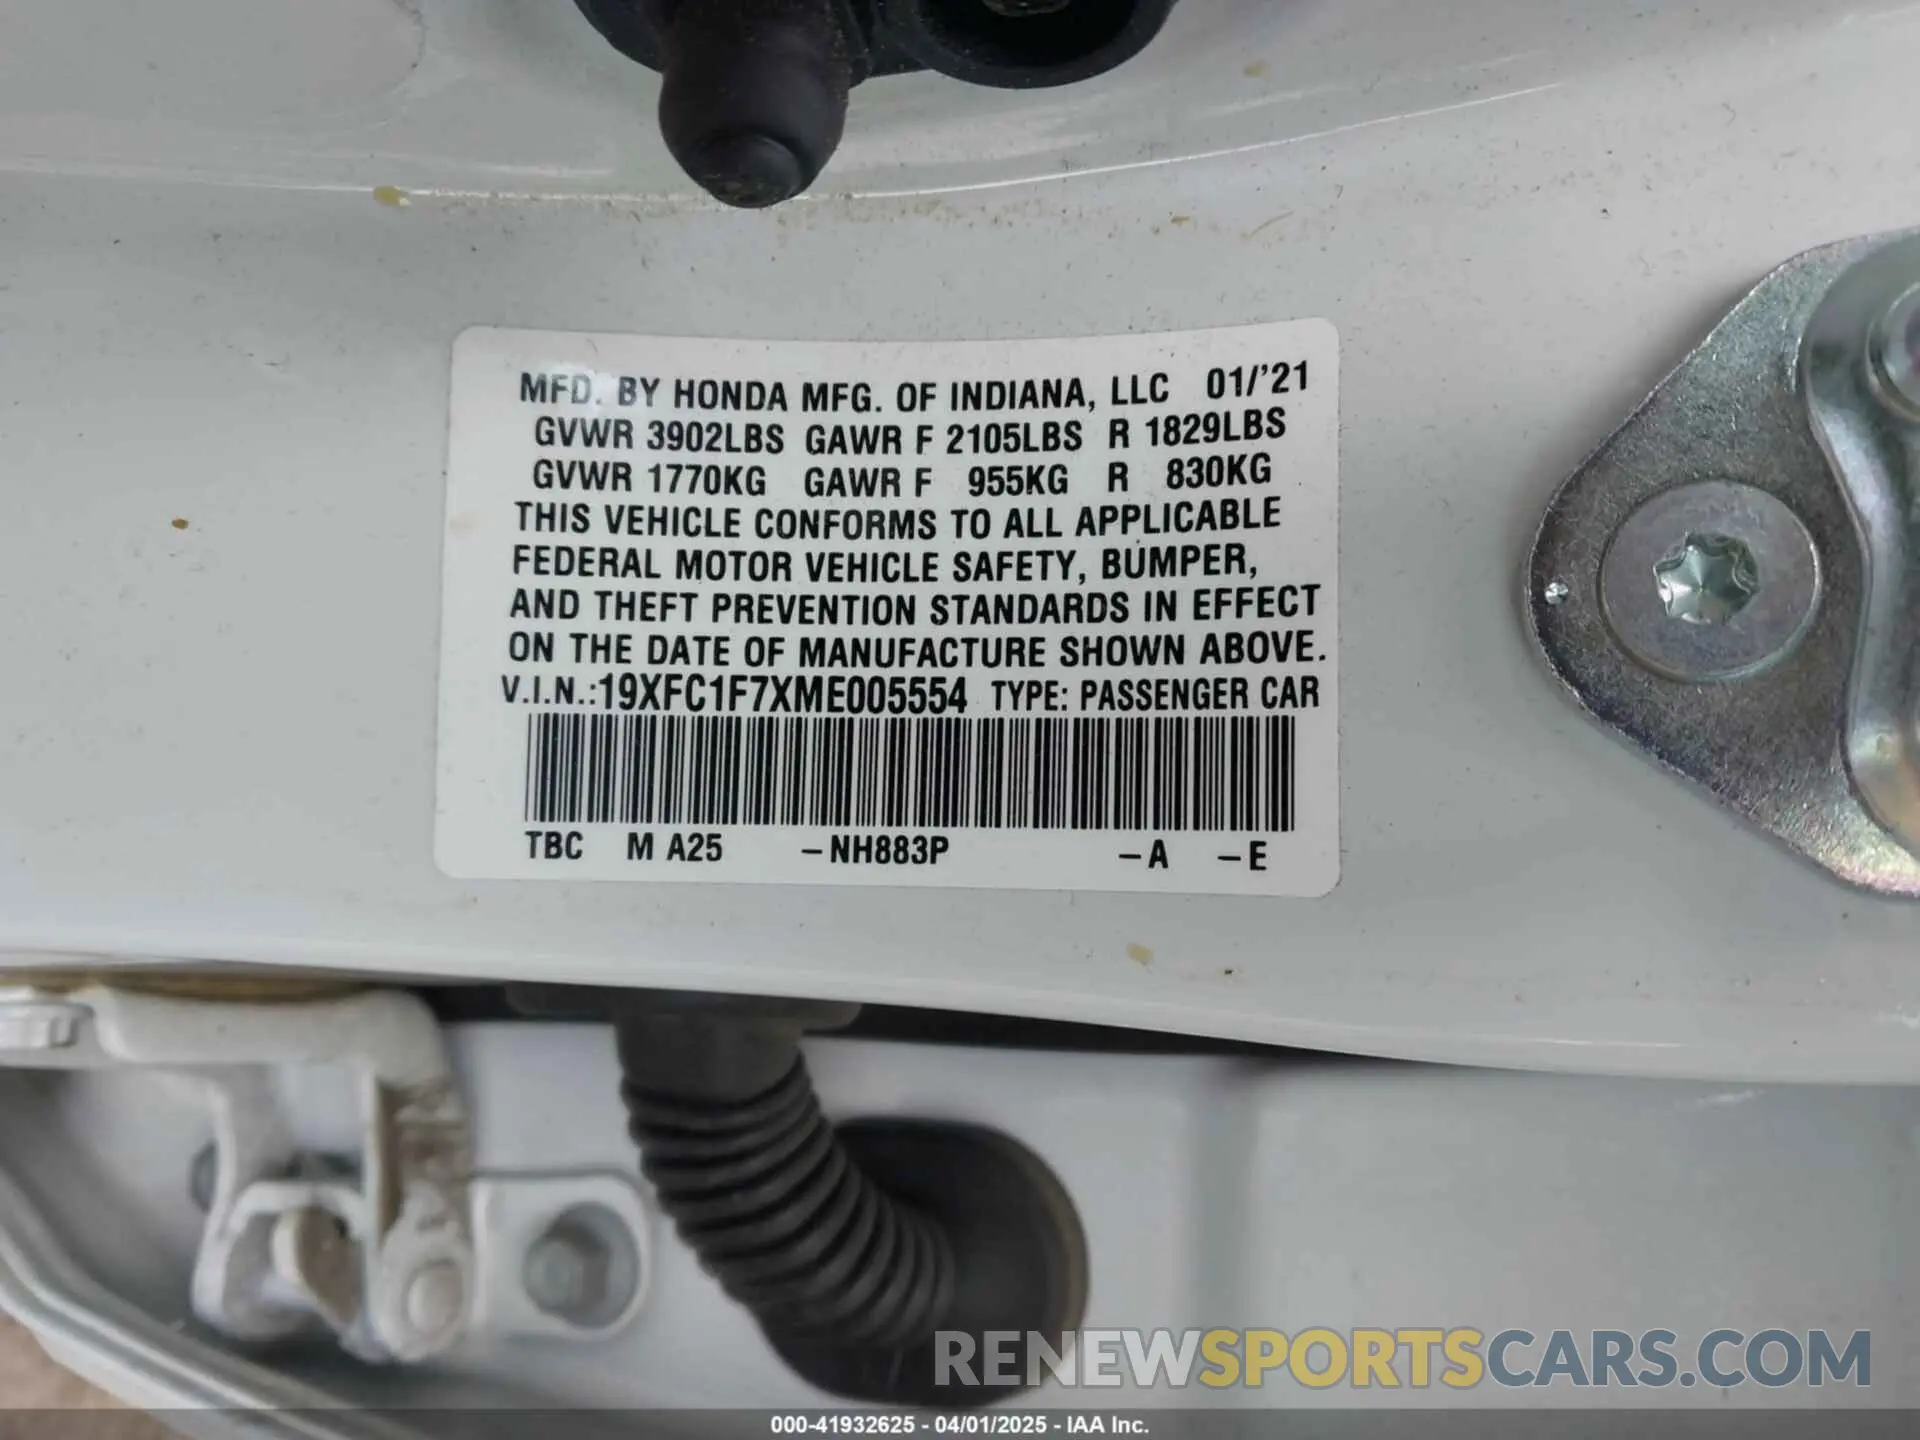 MFD. BY HONDA MFG. OF INDIANA, LLC 01/'21
GVWR 3902LBS GAWR F 2105LBS R 1829LBS
GVWR 1770KG GAWR F 955KG R 830KG
THIS VEHICLE CONFORMS TO ALL APPLICABLE
FEDERAL MOTOR VEHICLE SAFETY, BUMPER,
AND THEFT PREVENTION STANDARDS IN EFFECT
ON THE DATE OF MANUFACTURE SHOWN ABOVE.
V.I.N.:19XFC1F7XME005554 TYPE: PASSENGER CAR
TBC M A25 –NH883P –A –E
RENEWSPORTSCARS.COM
000-41932625 - 04/01/2025 - IAA Inc.